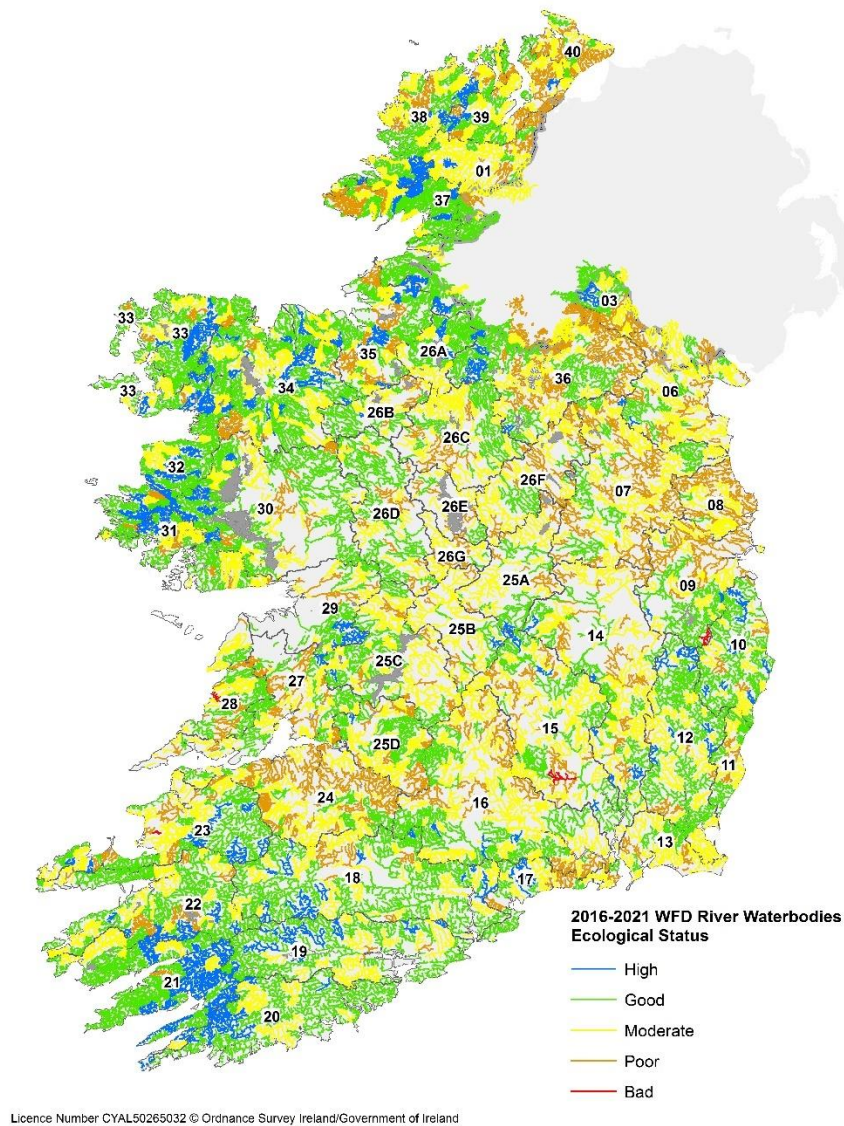 40
38
39
01
37
03
33
33
35
26A
36
06
34
33
26B
26C
32
26F
07
08
30
26E
31
26D
26G
25A
09
29
25B
14
10
25C
27
28
15
25D
12
11
24
16
23
13
18
17
22
19
21
20
2016-2021 WFD River Waterbodies
Ecological Status
High
Good
Moderate
Poor
Bad
Licence Number CYAL50265032 © Ordnance Survey Ireland/Government of Ireland